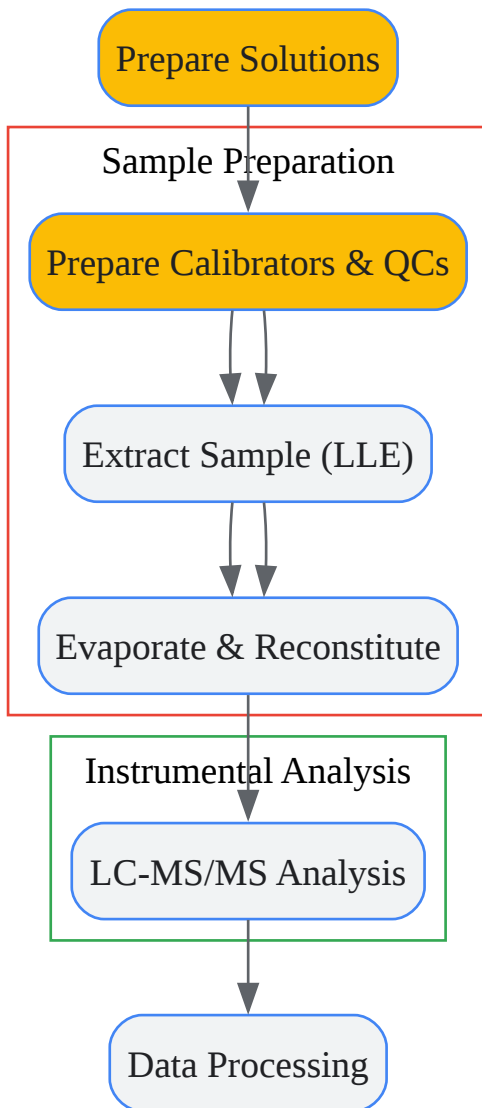 Prepare Solutions
Sample Preparation
Prepare Calibrators & QCs
Extract Sample (LLE)
Evaporate & Reconstitute
Instrumental Analysis
LC-MS/MS Analysis
Data Processing